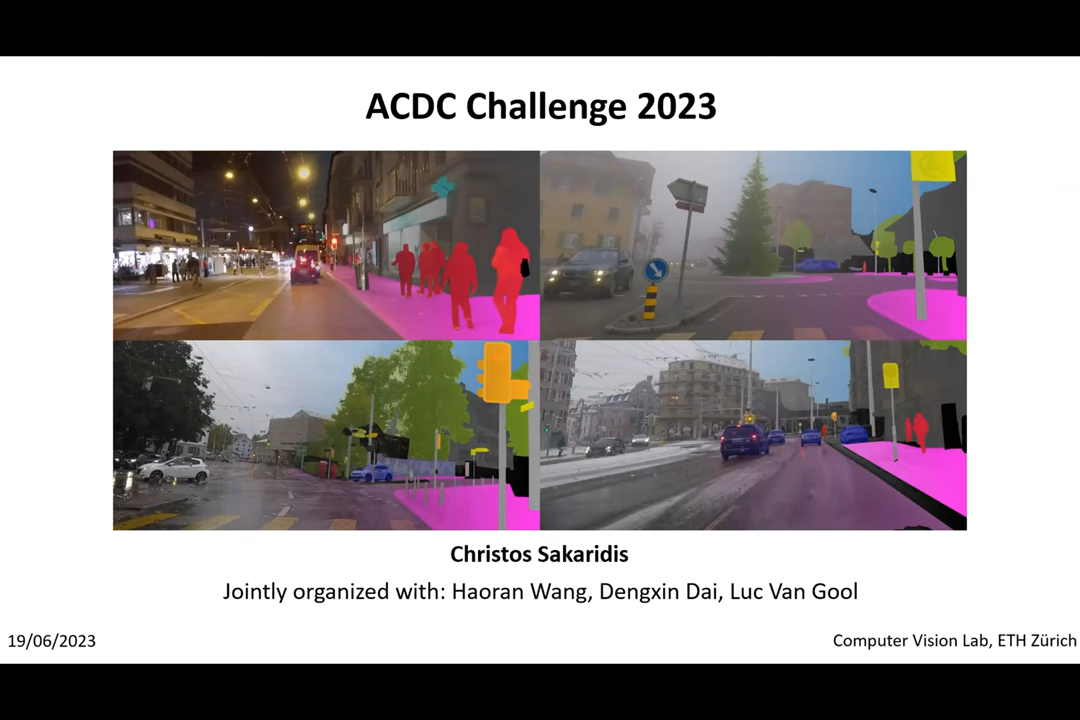 ACDC Challenge 2023
Christos Sakaridis
Jointly organized with: Haoran Wang, Dengxin Dai, Luc Van Gool
19/06/2023
Computer Vision Lab, ETH Zürich